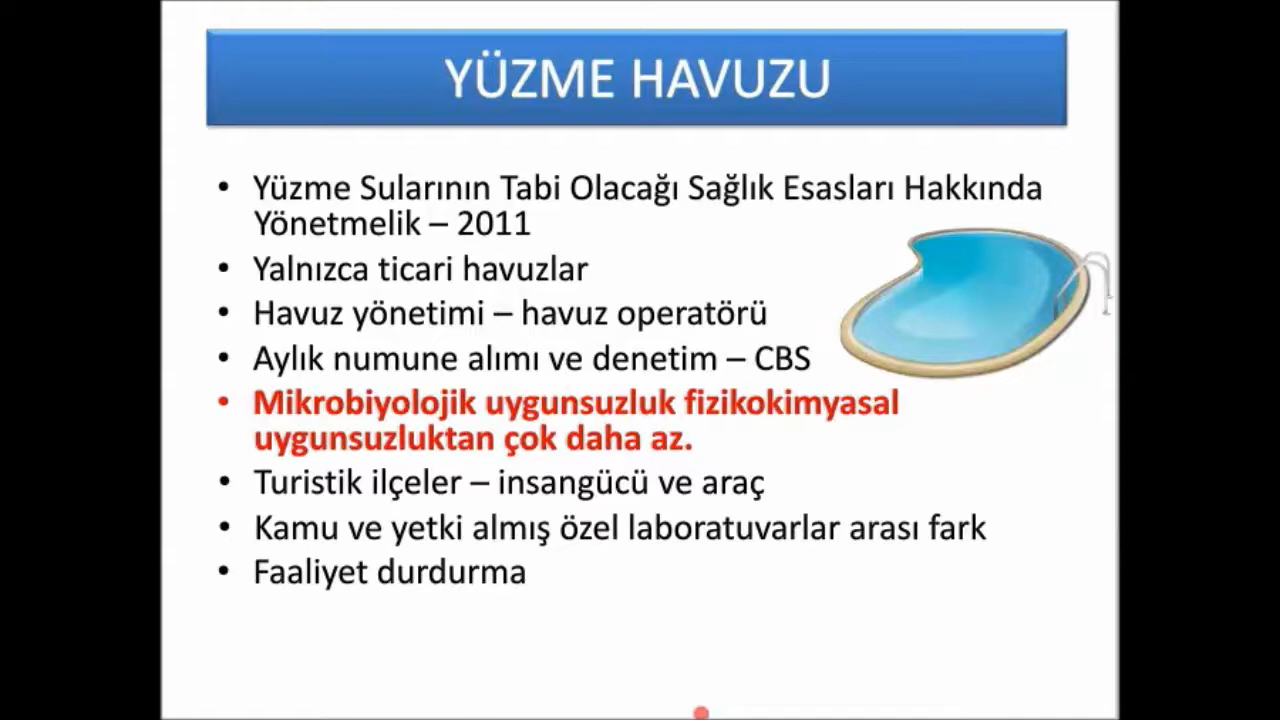 YÜZME HAVUZU
• Yüzme Sularının Tabi Olacağı Sağlık Esasları Hakkında
Yönetmelik – 2011
• Yalnızca ticari havuzlar
• Havuz yönetimi – havuz operatörü
• Aylık numune alımı ve denetim – CBS
• Mikrobiyolojik uygunsuzluk fizikokimyasal
uygunsuzluktan çok daha az.
• Turistik ilçeler – insangücü ve araç
• Kamu ve yetki almış özel laboratuvarlar arası fark
• Faaliyet durdurma